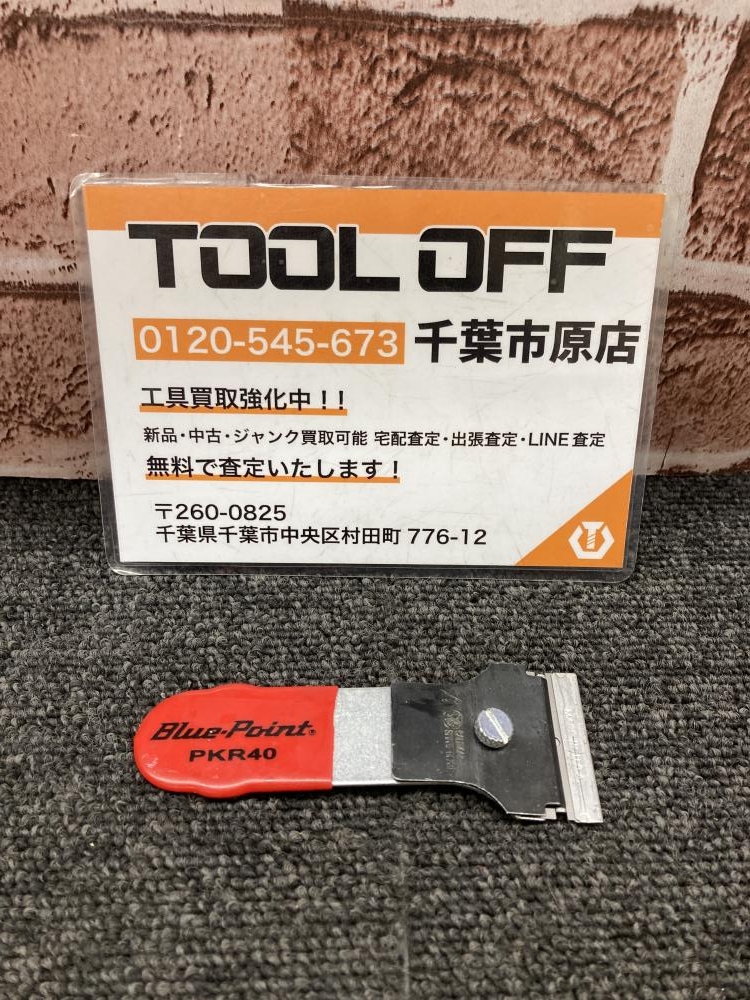 TOOL OFF
0120-545-673 千葉市原店
工具買取強化中！！
新品・中古・ジャンク買取可能 宅配査定・出張査定・LINE査定
無料で査定いたします！
〒260-0825
千葉県千葉市中央区村田町 776-12
Blue-Point®
PKR40